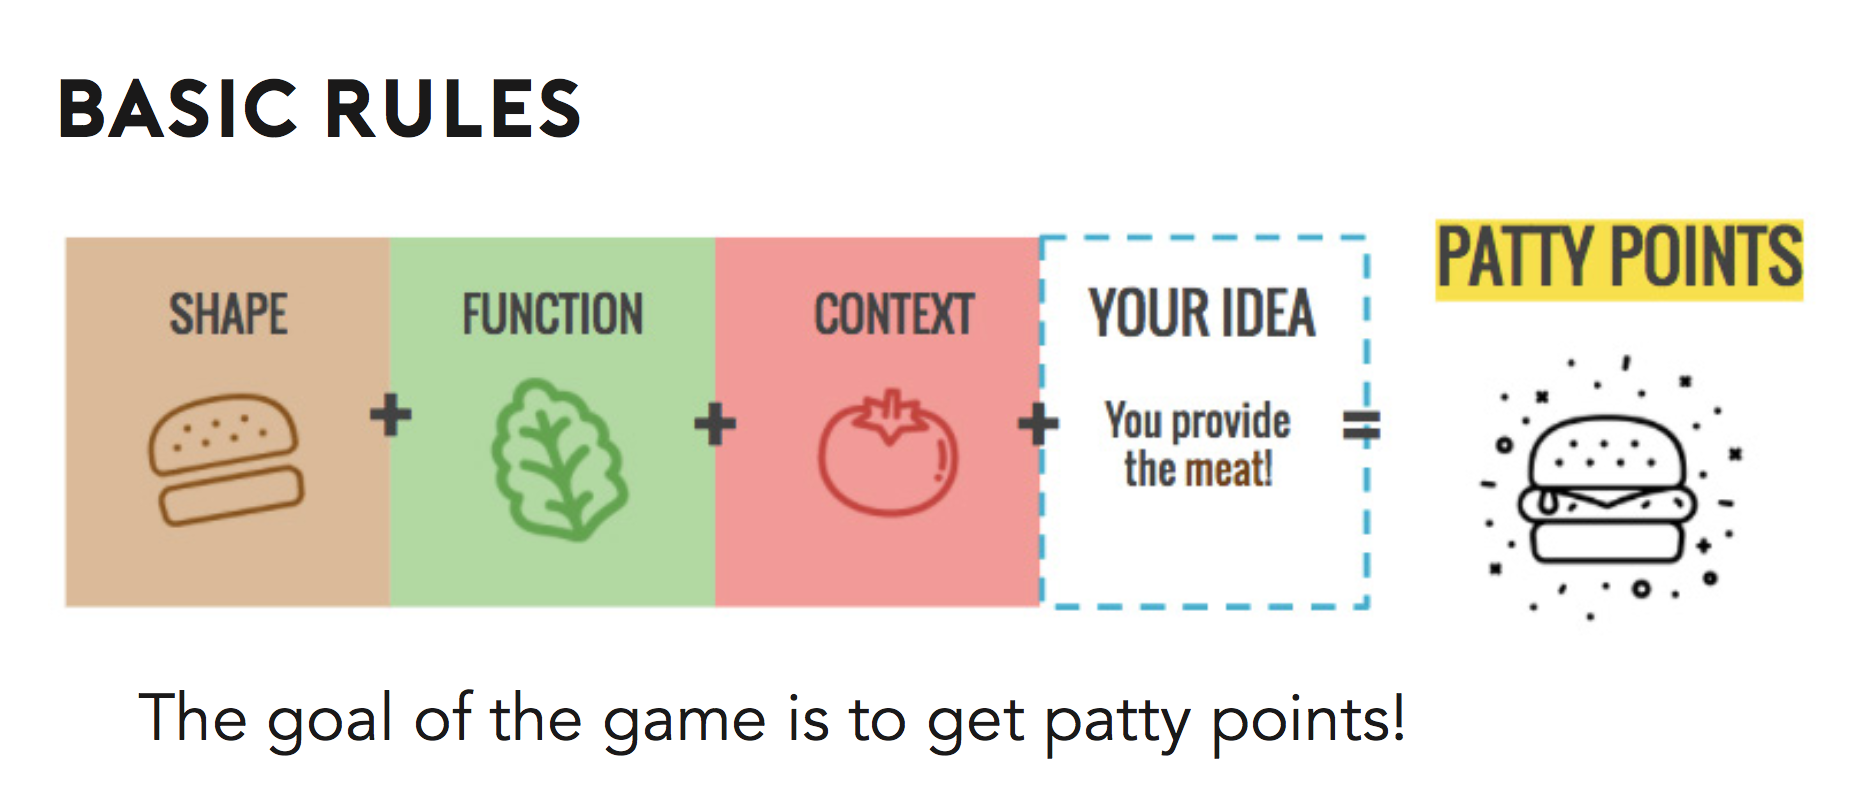 BASIC RULES
PATTY POINTS
SHAPE
FUNCTION
CONTEXT
YOUR IDEA
You provide
the meat!
The goal of the game is to get patty points!